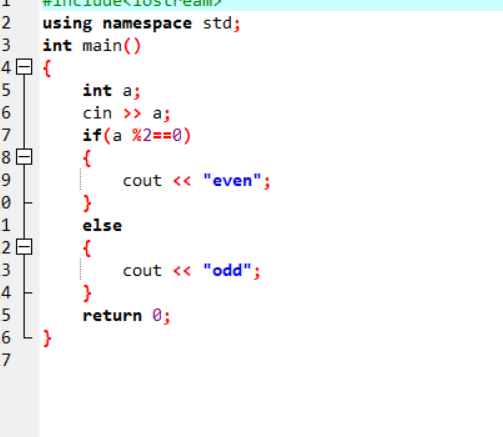 1 #include<iostream>
2 using namespace std;
3 int main()
4 {
5     int a;
6     cin >> a;
7     if(a %2==0)
8     {
9         cout << "even";
0     }
1     else
2     {
3         cout << "odd";
4     }
5     return 0;
6 }
7